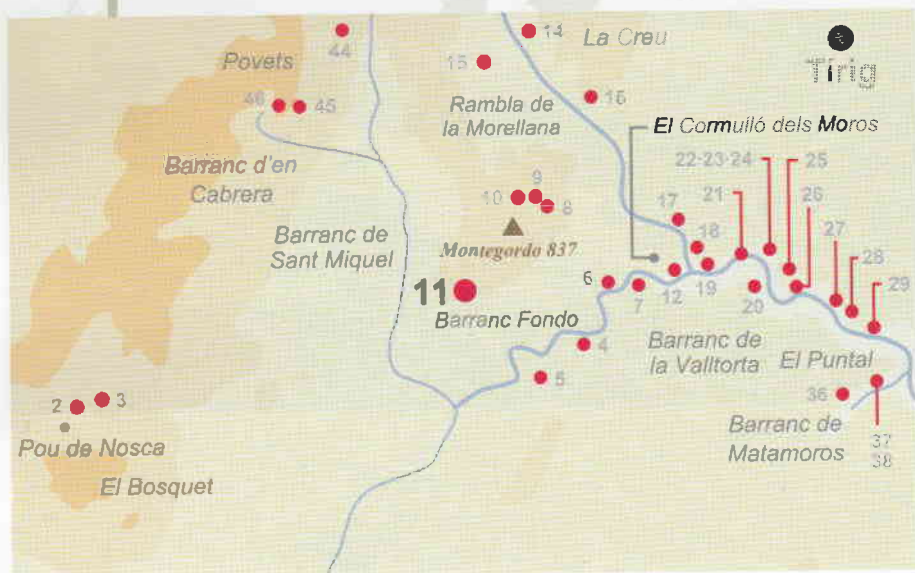 44
14
La Creu
Tírig
Povets
15
46
45
Rambla de
la Morellana
16
El Cormulló dels Moros
Barranc d'en
Cabrera
22-23-24
25
21
26
10
9
8
17
27
Barranc de
Sant Miquel
Montegordo 837
18
28
11
6
7
12
19
20
29
Barranc Fondo
4
Barranc de
la Valltorta
El Puntal
5
36
2
3
Pou de Nosca
El Bosquet
Barranc de
Matamoros
37
38